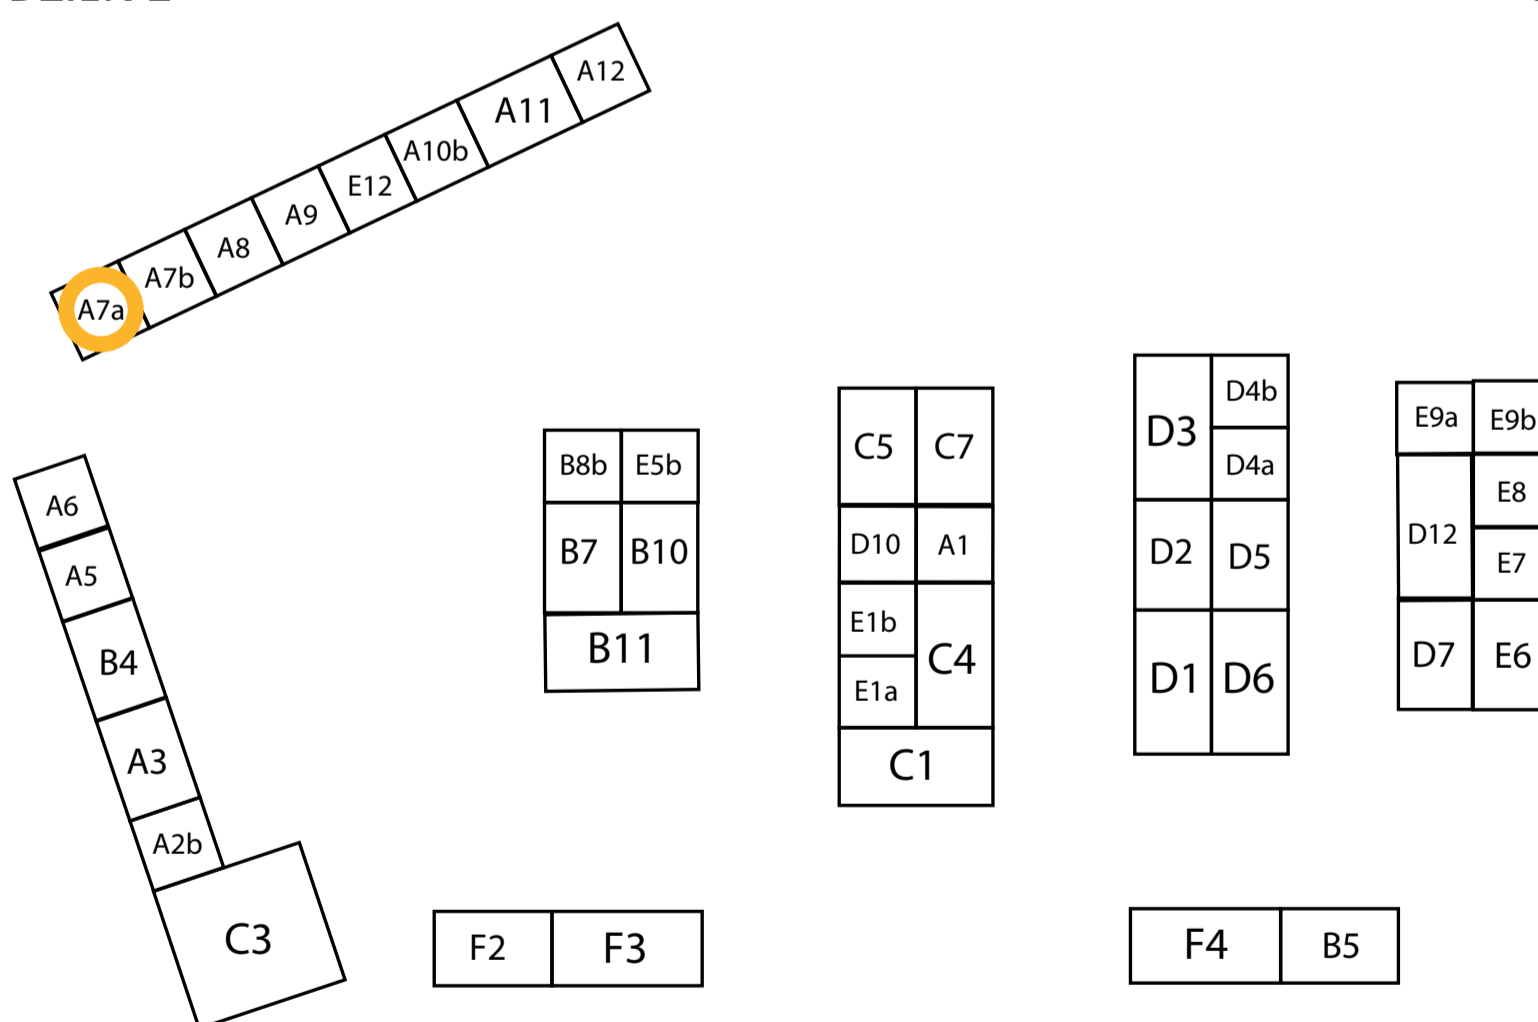 A12
A11
A10b
E12
A9
A8
A7b
A7a
A6
A5
B4
A3
A2b
C3
B8b E5b
B7 B10
B11
C5 C7
D10 A1
E1b
C4
E1a
C1
D3
D4b
D4a
D2 D5
D1 D6
E9a E9b
E8
D12
E7
D7 E6
F2 F3
F4 B5